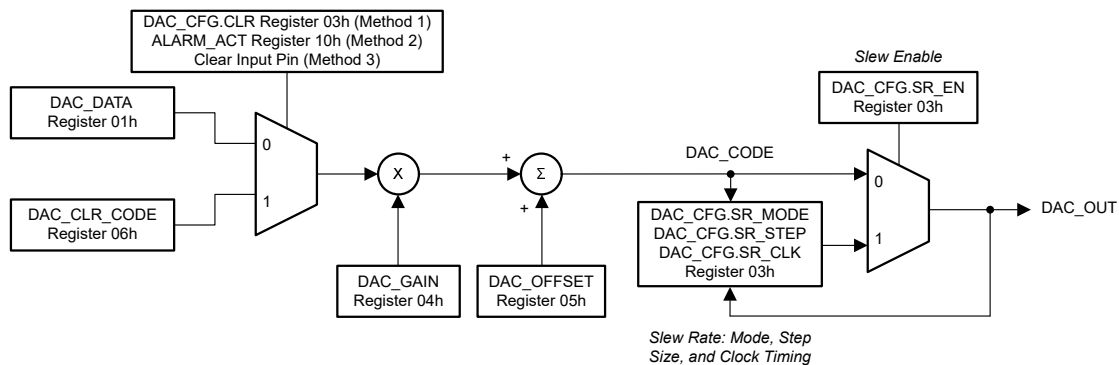 DAC_CFG.CLR Register 03h (Method 1)
ALARM_ACT Register 10h (Method 2)
Clear Input Pin (Method 3)
Slew Enable
DAC_CFG.SR_EN
Register 03h
DAC_DATA
Register 01h
0
1
DAC_CLR_CODE
Register 06h
X
+
+
Σ
DAC_GAIN
Register 04h
DAC_OFFSET
Register 05h
DAC_CODE
DAC_CFG.SR_MODE
DAC_CFG.SR_STEP
DAC_CFG.SR_CLK
Register 03h
0
1
DAC_OUT
Slew Rate: Mode, Step
Size, and Clock Timing